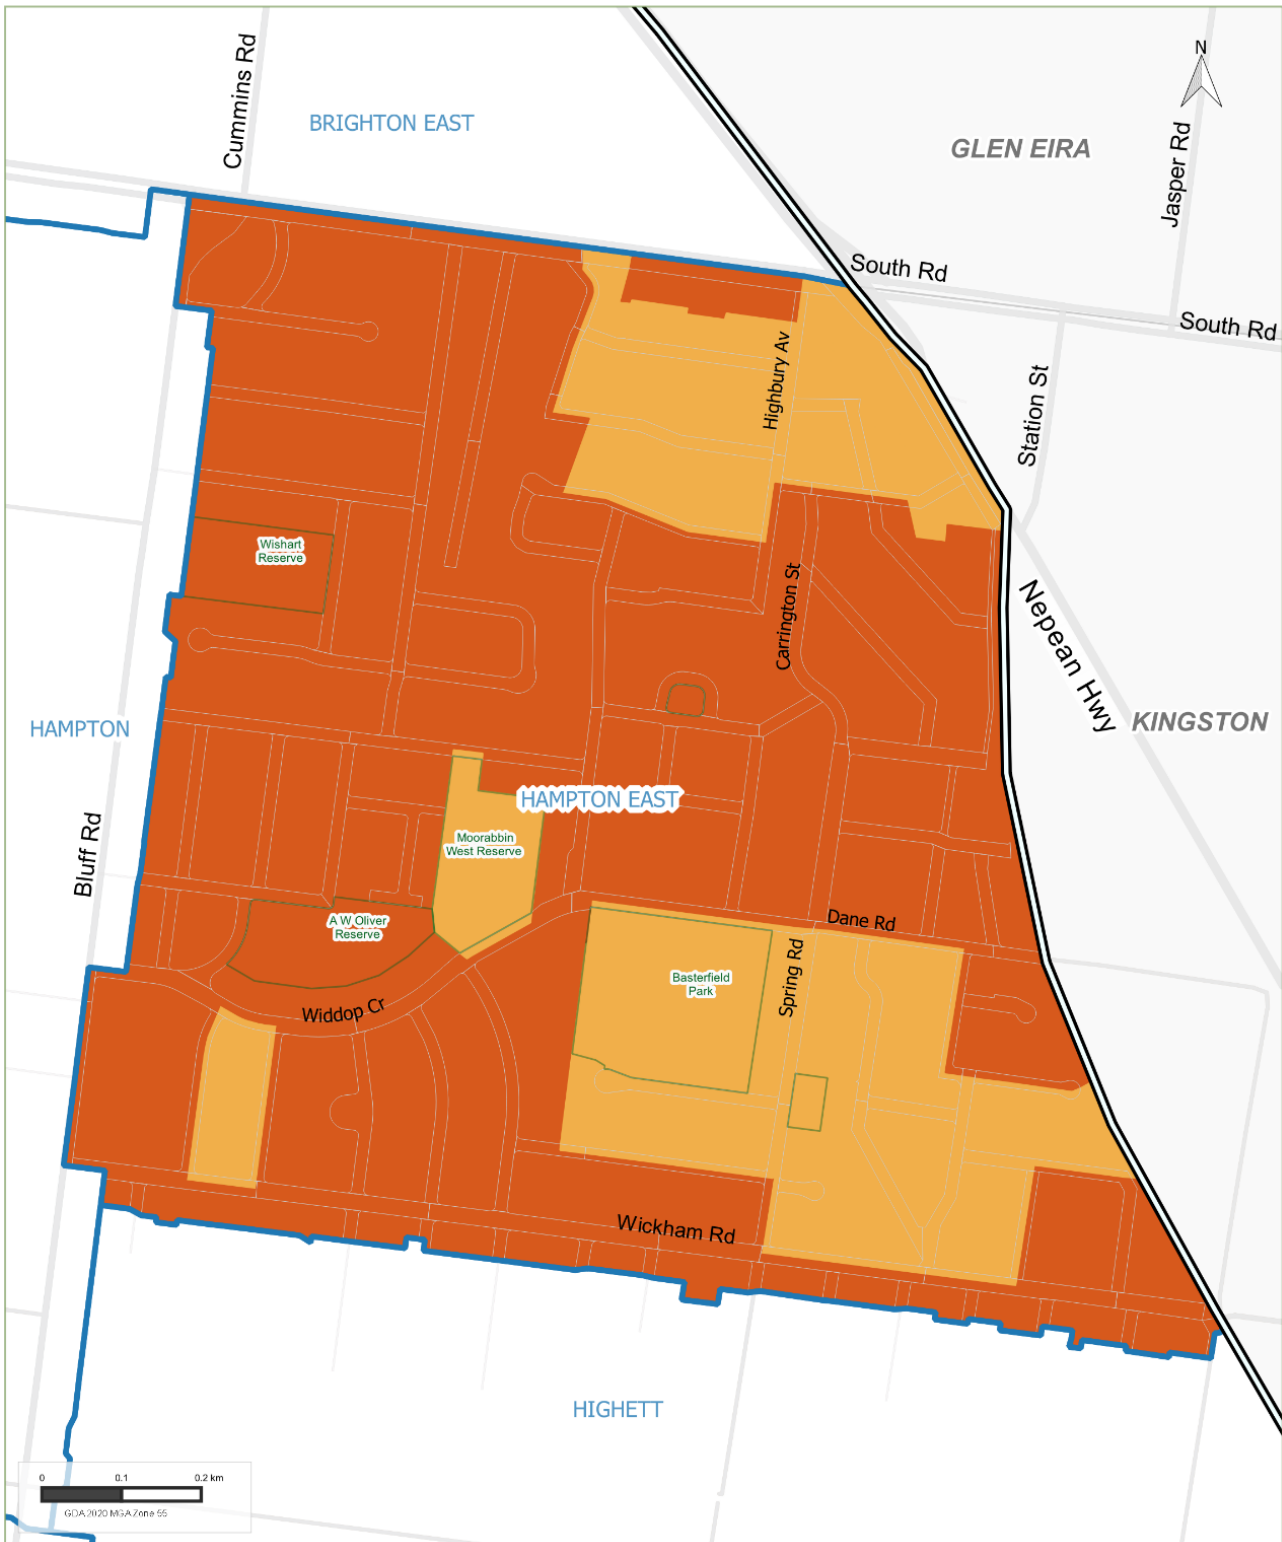 Cummins Rd
BRIGHTON EAST
N
GLEN EIRA
Jasper Rd
South Rd
South Rd
Highbury Av
Station St
Wishart
Reserve
Carrington St
Nepean Hwy
KINGSTON
HAMPTON
HAMPTON EAST
Bluff Rd
Moorabbin
West Reserve
A W Oliver
Reserve
Dane Rd
Basterfield
Park
Spring Rd
Widdop Cr
Wickham Rd
HIGHETT
0 0.1 0.2 km
GDA 2020 MGA Zone 55